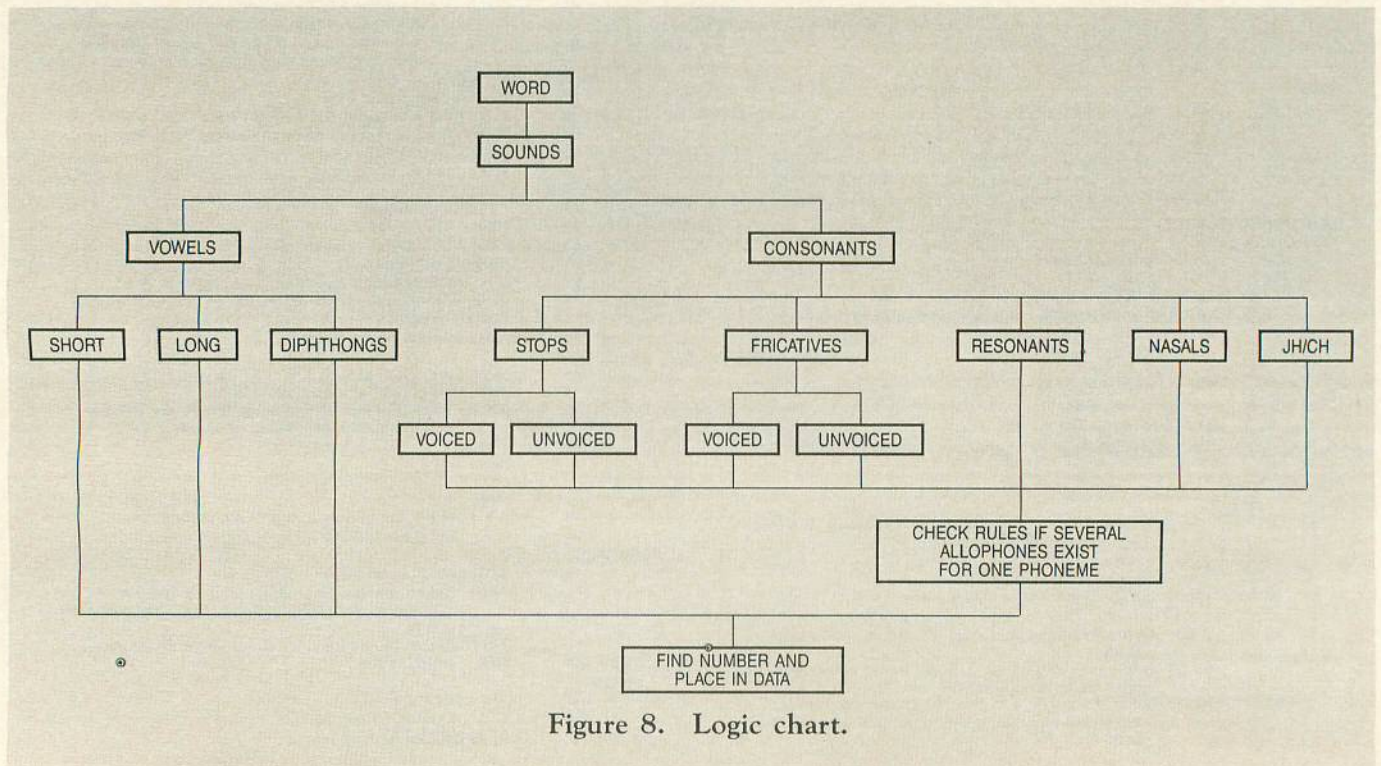 WORD
SOUNDS
VOWELS
CONSONANTS
SHORT
LONG
DIPHTHONGS
STOPS
FRICATIVES
RESONANTS
NASALS
JH/CH
VOICED
UNVOICED
VOICED
UNVOICED
CHECK RULES IF SEVERAL
ALLOPHONES EXIST
FOR ONE PHONEME
FIND NUMBER AND
PLACE IN DATA
Figure 8. Logic chart.